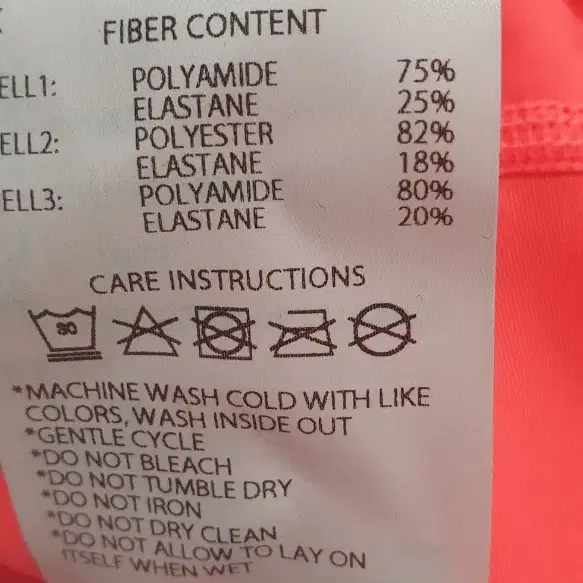 FIBER CONTENT
ELL1: POLYAMIDE 75%
ELASTANE 25%
ELL2: POLYESTER 82%
ELASTANE 18%
ELL3: POLYAMIDE 80%
ELASTANE 20%
CARE INSTRUCTIONS
30
*MACHINE WASH COLD WITH LIKE
COLORS, WASH INSIDE OUT
*GENTLE CYCLE
*DO NOT BLEACH
*DO NOT TUMBLE DRY
*DO NOT IRON
*DO NOT DRY CLEAN
*DO NOT ALLOW TO LAY ON
ITSELF WHEN WET